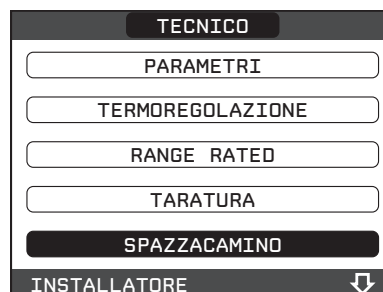 TECNICO
PARAMETRI
TERMOREGOLAZIONE
RANGE RATED
TARATURA
SPAZZACAMINO
INSTALLATORE